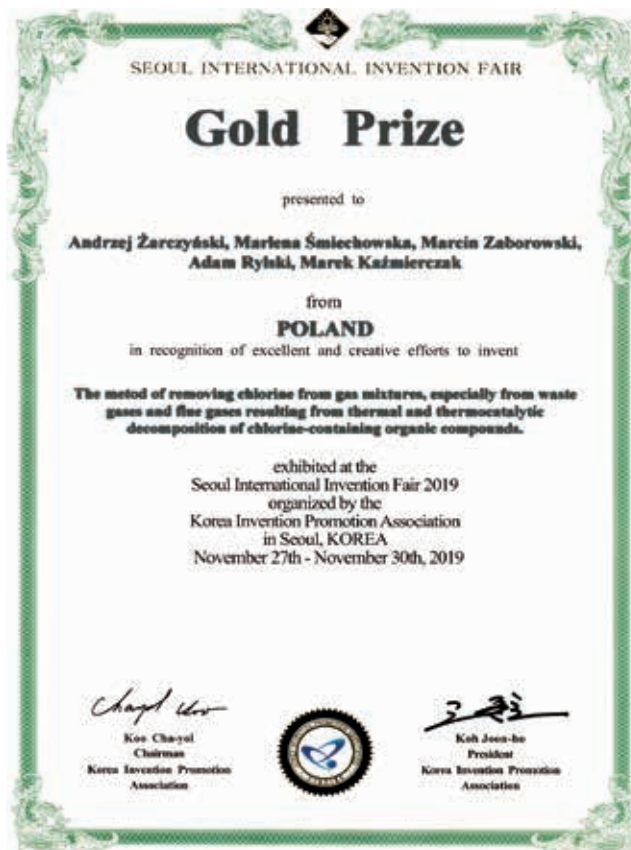 SEOUL INTERNATIONAL INVENTION FAIR
Gold Prize
presented to
Andrzej Żarczyński, Marlena Śmiechowska, Marcin Zaborowski,
Adam Rylski, Marek Kaźmierczak
from
POLAND
in recognition of excellent and creative efforts to invent
The metod of removing chlorine from gas mixtures, especially from waste
gases and flue gases resulting from thermal and thermocatalytic
decomposition of chlorine-containing organic compounds.
exhibited at the
Seoul International Invention Fair 2019
organized by the
Korea Invention Promotion Association
in Seoul, KOREA
November 27th - November 30th, 2019
Koo Cha-yol
Chairman
Korea Invention Promotion
Association
Koh Joon-ho
President
Korea Invention Promotion
Association